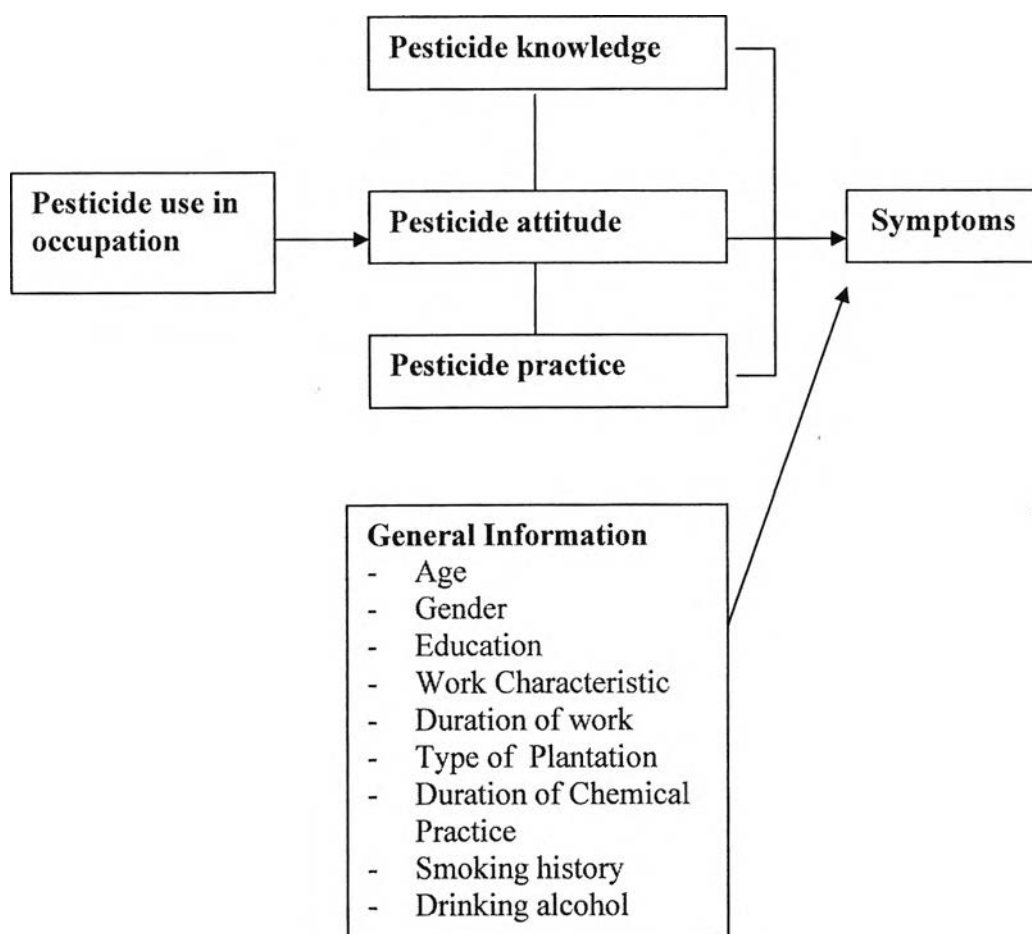 Pesticide knowledge
Pesticide use in
occupation
Pesticide attitude
Symptoms
Pesticide practice
General Information
- Age
- Gender
- Education
- Work Characteristic
- Duration of work
- Type of Plantation
- Duration of Chemical
Practice
- Smoking history
- Drinking alcohol